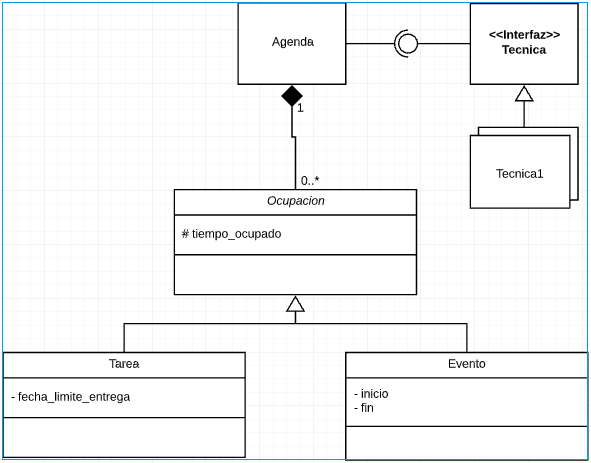 Agenda
<<Interfaz>>
Tecnica
1
Tecnica1
0..*
Ocupacion
# tiempo_ocupado
Tarea
- fecha_limite_entrega
Evento
- inicio
- fin